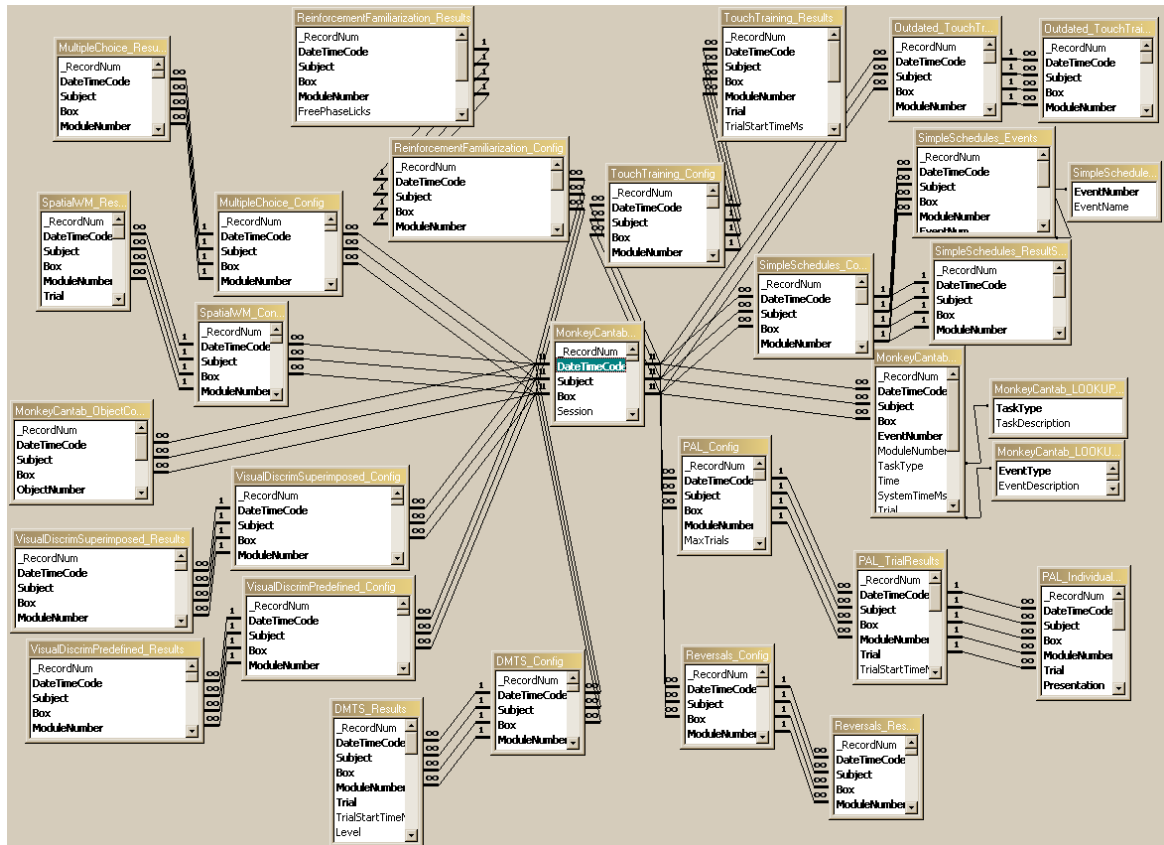 MultipleChoice_Resu...
_RecordNum
DateTimeCode
Subject
Box
ModuleNumber
ReinforcementFamiliarization_Results
_RecordNum
DateTimeCode
Subject
Box
ModuleNumber
FreePhaseLicks
TouchTraining_Results
_RecordNum
DateTimeCode
Subject
Box
ModuleNumber
Trial
TrialStartTimeMs
Outdated_TouchTr...
_RecordNum
DateTimeCode
Subject
Box
ModuleNumber
Outdated_TouchTrai...
_RecordNum
DateTimeCode
Subject
Box
ModuleNumber
ReinforcementFamiliarization_Config
_RecordNum
DateTimeCode
Subject
Box
ModuleNumber
TouchTraining_Config
_RecordNum
DateTimeCode
Subject
Box
ModuleNumber
SimpleSchedules_Events
_RecordNum
DateTimeCode
Subject
Box
ModuleNumber
EventNum
SimpleSchedule...
EventNumber
EventName
SpatialWM_Res...
_RecordNum
DateTimeCode
Subject
Box
ModuleNumber
Trial
MultipleChoice_Config
_RecordNum
DateTimeCode
Subject
Box
ModuleNumber
SimpleSchedules_Co...
_RecordNum
DateTimeCode
Subject
Box
ModuleNumber
SimpleSchedules_ResultS...
_RecordNum
DateTimeCode
Subject
Box
ModuleNumber
SpatialWM_Con...
_RecordNum
DateTimeCode
Subject
Box
ModuleNumber
MonkeyCantab
_RecordNum
DateTimeCode
Subject
Box
Session
MonkeyCantab...
_RecordNum
DateTimeCode
Subject
Box
EventNumber
ModuleNumber
TaskType
Time
SystemTimeMs
Trial
MonkeyCantab_LOOKUP...
TaskType
TaskDescription
MonkeyCantab_LOOKU...
EventType
EventDescription
MonkeyCantab_ObjectCo...
_RecordNum
DateTimeCode
Subject
Box
ObjectNumber
VisualDiscrimSuperimposed_Config
_RecordNum
DateTimeCode
Subject
Box
ModuleNumber
PAL_Config
_RecordNum
DateTimeCode
Subject
Box
ModuleNumber
MaxTrials
VisualDiscrimSuperimposed_Results
_RecordNum
DateTimeCode
Subject
Box
ModuleNumber
VisualDiscrimPredefined_Config
_RecordNum
DateTimeCode
Subject
Box
ModuleNumber
PAL_TrialResults
_RecordNum
DateTimeCode
Subject
Box
ModuleNumber
Trial
TrialStartTimeM
PAL_Individual...
_RecordNum
DateTimeCode
Subject
Box
ModuleNumber
Trial
Presentation
VisualDiscrimPredefined_Results
_RecordNum
DateTimeCode
Subject
Box
ModuleNumber
DMTS_Config
_RecordNum
DateTimeCode
Subject
Box
ModuleNumber
Reversals_Config
_RecordNum
DateTimeCode
Subject
Box
ModuleNumber
DMTS_Results
_RecordNum
DateTimeCode
Subject
Box
ModuleNumber
Trial
TrialStartTimeM
Level
Reversals_Res...
_RecordNum
DateTimeCode
Subject
Box
ModuleNumber